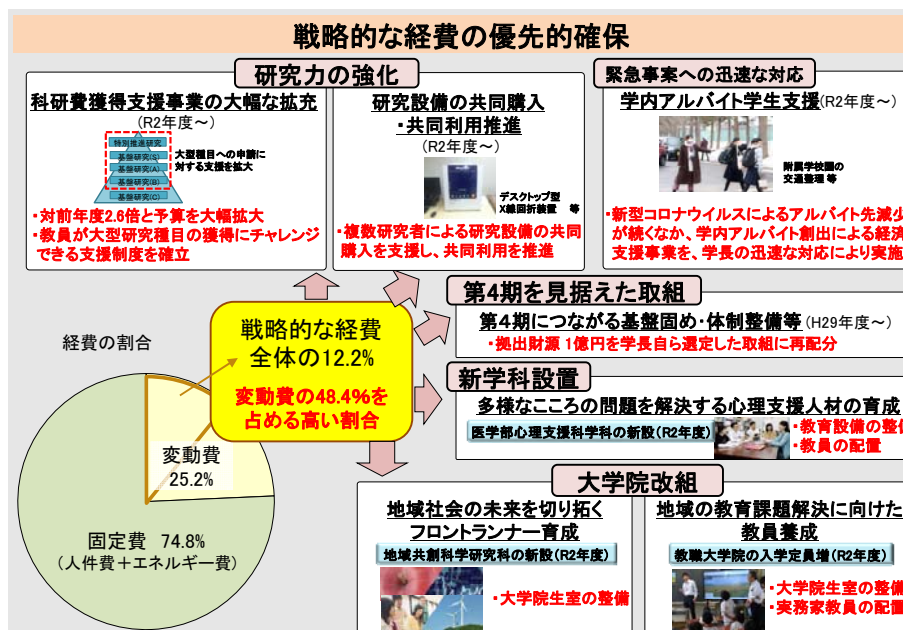 戦略的な経費の優先的確保
研究力の強化
科研費獲得支援事業の大幅な拡充
(R2年度～)
特別推進研究
基盤研究(S)
基盤研究(A)
基盤研究(B)
基盤研究(C)
大型種目への申請に
対する支援を拡大
・対前年度2.6倍と予算を大幅拡大
・教員が大型研究種目の獲得にチャレンジ
できる支援制度を確立
研究設備の共同購入
・共同利用推進
(R2年度～)
デスクトップ型
X線回折装置　等
・複数研究者による研究設備の共同
購入を支援し、共同利用を推進
緊急事案への迅速な対応
学内アルバイト学生支援(R2年度～)
附属学校園の
交通整理 等
・新型コロナウイルスによるアルバイト先減少
が続くなか、学内アルバイト創出による経済
支援事業を、学長の迅速な対応により実施
経費の割合
戦略的な経費
全体の12.2%
変動費の48.4%を
占める高い割合
変動費
25.2%
固定費 74.8%
(人件費＋エネルギー費)
第4期を見据えた取組
第4期につながる基盤固め・体制整備等(H29年度～)
・拠出財源1億円を学長自ら選定した取組に再配分
新学科設置
多様なこころの問題を解決する心理支援人材の育成
医学部心理支援科学科の新設(R2年度)
・教育設備の整備
・教員の配置
大学院改組
地域社会の未来を切り拓く
フロントランナー育成
地域共創科学研究科の新設(R2年度)
・大学院生室の整備
地域の教育課題解決に向けた
教員養成
教職大学院の入学定員増(R2年度)
・大学院生室の整備
・実務家教員の配置